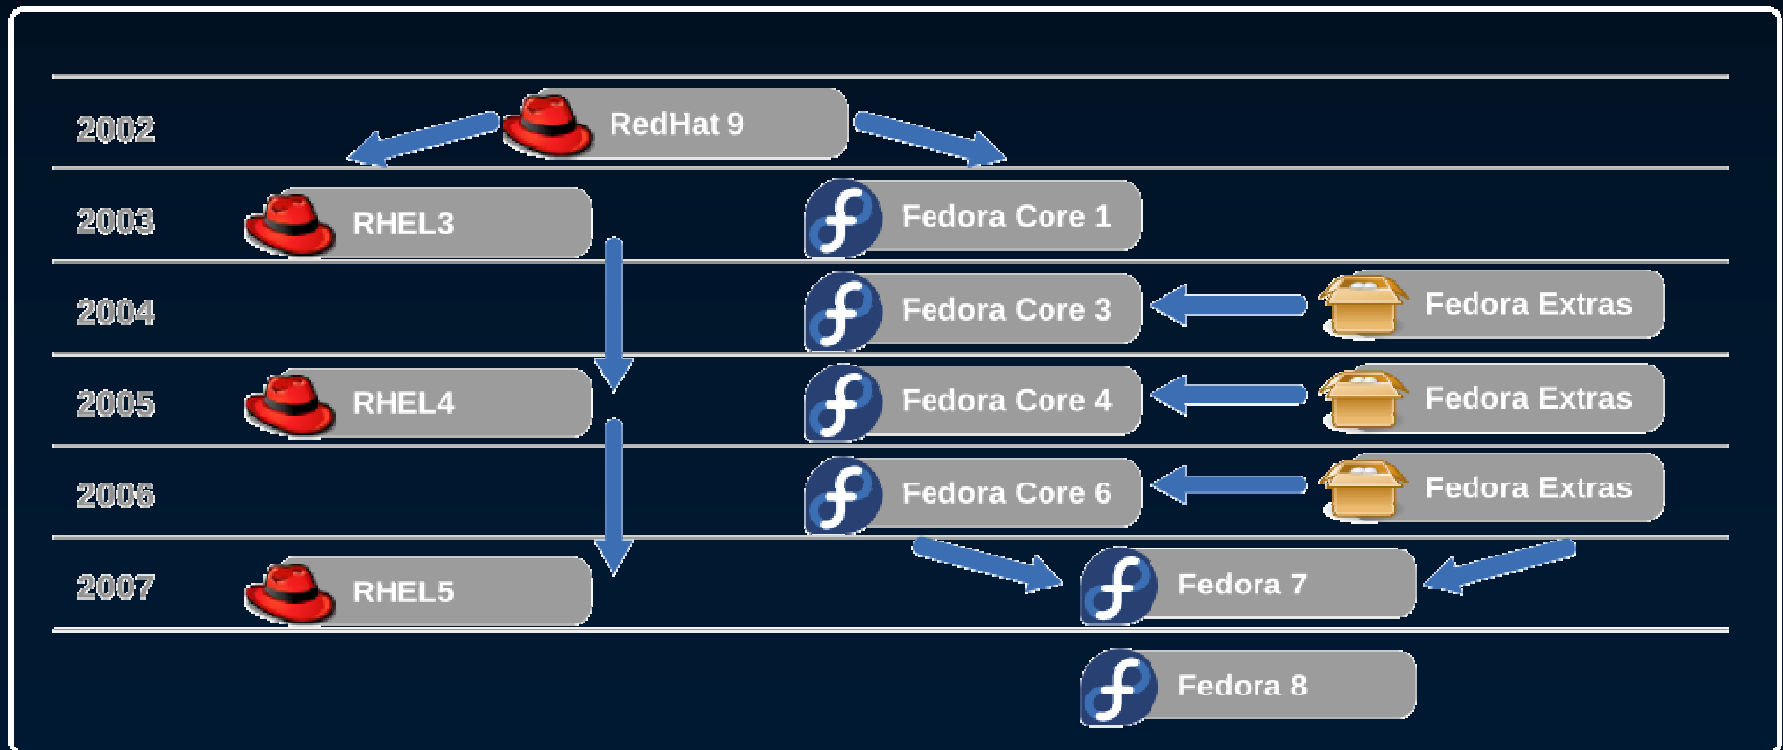 2002
RedHat 9
2003
RHEL3
Fedora Core 1
2004
Fedora Core 3
Fedora Extras
2005
RHEL4
Fedora Core 4
Fedora Extras
2006
Fedora Core 6
Fedora Extras
2007
RHEL5
Fedora 7
Fedora 8